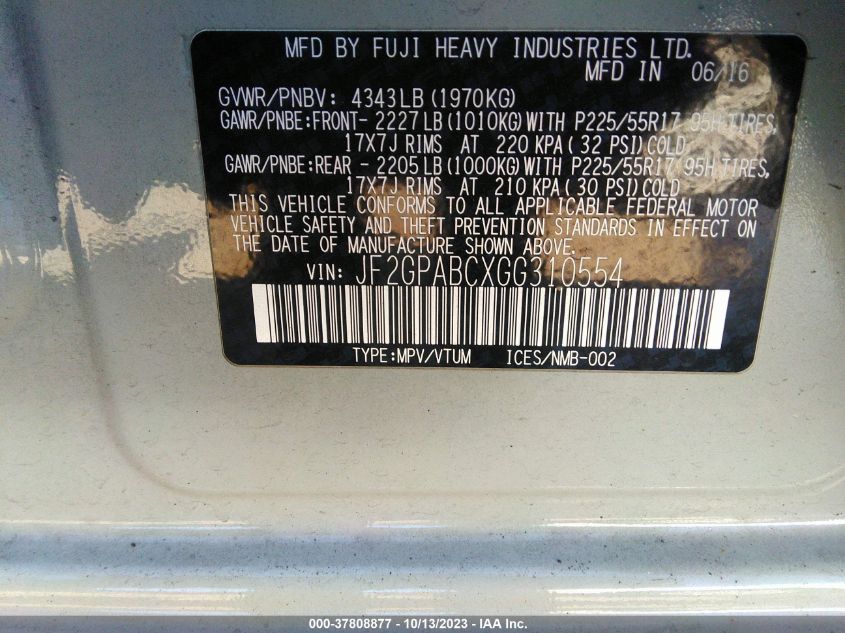 MFD BY FUJI HEAVY INDUSTRIES LTD.
MFD IN 06/16
GVWR/PNBV: 4343LB (1970KG)
GAWR/PNBE:FRONT- 2227LB(1010KG)WITH P225/55R17 95H TIRES,
17X7J RIMS AT 220 KPA(32 PSI)COLD
GAWR/PNBE:REAR - 2205LB(1000KG)WITH P225/55R17 95H TIRES,
17X7J RIMS AT 210 KPA(30 PSI)COLD
THIS VEHICLE CONFORMS TO ALL APPLICABLE FEDERAL MOTOR
VEHICLE SAFETY AND THEFT PREVENTION STANDARDS IN EFFECT ON
THE DATE OF MANUFACTURE SHOWN ABOVE.
VIN: JF2GPABCXGG310554
TYPE:MPV/VTUM ICES/NMB-002
000-37808877 - 10/13/2023 - Copyright IAA, Inc.